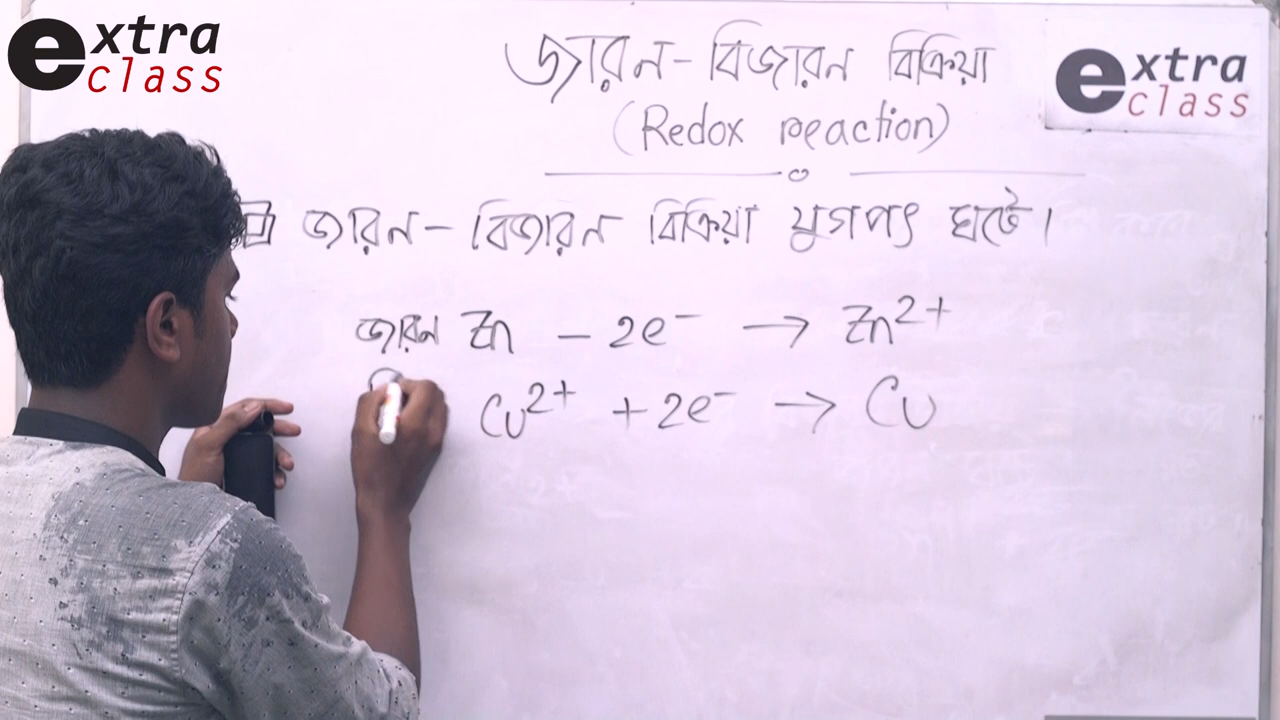 extra class
জারন-বিজারন বিক্রিয়া
extra class
(Redox reaction)
জারন-বিজারন বিক্রিয়া যুগপৎ ঘটে।
জারন Zn - 2e⁻ → Zn²⁺
Cu²⁺ + 2e⁻ → Cu